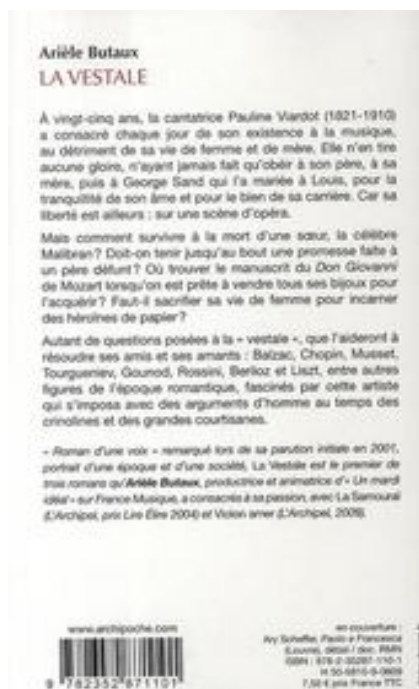 Arièle Butaux
LA VESTALE
À vingt-cinq ans, la cantatrice Pauline Viardot (1821-1910)
a consacré chaque jour de son existence à la musique,
au détriment de sa vie de femme et de mère. Elle n'en tire
aucune gloire, n'ayant jamais fait qu'obéir à son père, à sa
mère, puis à George Sand qui l'a mariée à Louis, pour la
tranquillité de son âme et pour le bien de sa carrière. Car sa
liberté est ailleurs : sur une scène d'opéra.
Mais comment survivre à la mort d'une sœur, la célèbre
Malibran ? Doit-on tenir jusqu'au bout une promesse faite à
un père défunt ? Où trouver le manuscrit du Don Giovanni
de Mozart lorsqu'on est prête à vendre tous ses bijoux pour
l'acquérir ? Faut-il sacrifier sa vie de femme pour incarner
des héroïnes de papier ?
Autant de questions posées à la « vestale », que l'aideront à
résoudre ses amis et ses amants : Balzac, Chopin, Musset,
Tourgueniev, Gounod, Rossini, Berlioz et Liszt, entre autres
figures de l'époque romantique, fascinés par cette artiste
qui s'imposa avec des arguments d'homme au temps des
crinolines et des grandes courtisanes.
« Roman d'une voix » remarqué lors de sa parution initiale en 2001,
portrait d'une époque et d'une société, La Vestale est le premier de
trois romans qu'Arièle Butaux, productrice et animatrice d'« Un mardi
idéal » sur France Musique, a consacrés à sa passion, avec La Samouraï
(L'Archipel, prix Lire Élire 2004) et Violon amer (L'Archipel, 2006).
www.archipoche.com
en couverture :
Ary Scheffer, Paolo e Francesca
(Louvre), détail / doc. RMN
ISBN : 978-2-35287-110-1
H 50-5810-9-0909
7,50 € prix France TTC
9 782352 871101